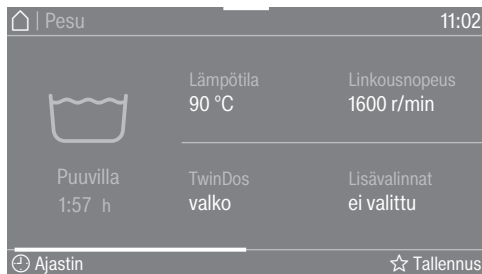 | Pesu 11:02
Lämpötila Linkousnopeus
90 °C 1600 r/min
Puuvilla TwinDos Lisävalinnat
1:57 h valko ei valittu
Ajastin Tallennus